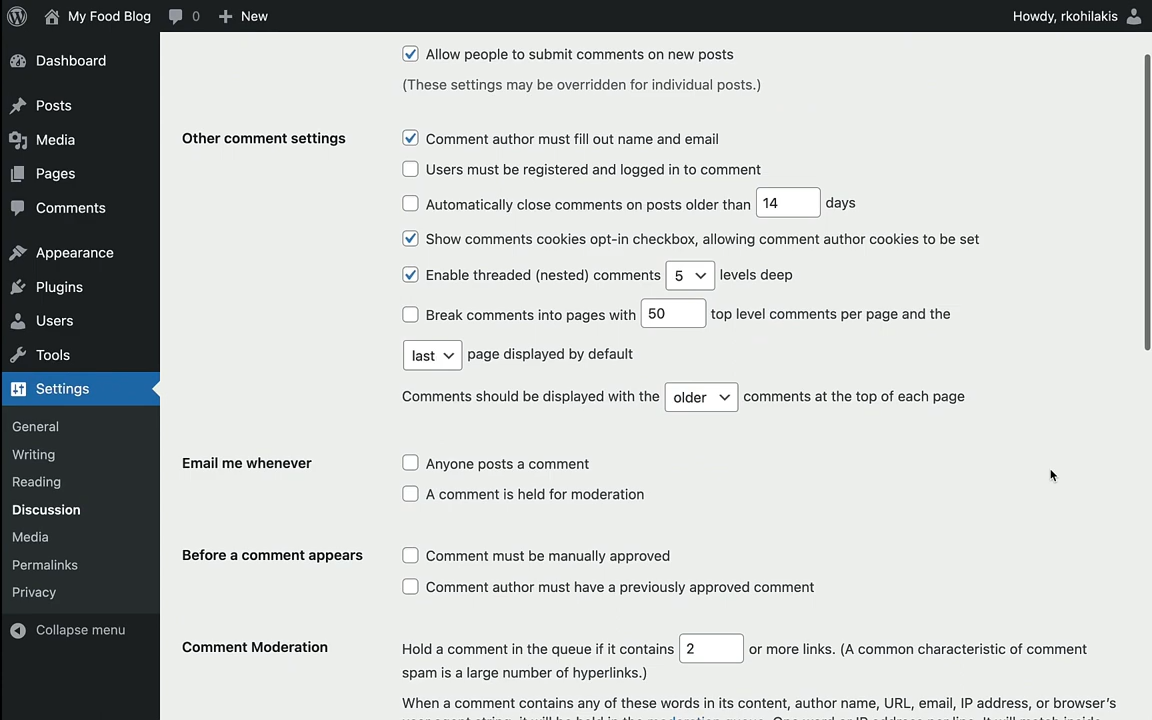 My Food Blog 0 New Howdy, rkohilakis
Dashboard
Posts
Media
Pages
Comments
Appearance
Plugins
Users
Tools
Settings
General
Writing
Reading
Discussion
Media
Permalinks
Privacy
Collapse menu
Allow people to submit comments on new posts
(These settings may be overridden for individual posts.)
Other comment settings
Comment author must fill out name and email
Users must be registered and logged in to comment
Automatically close comments on posts older than 14 days
Show comments cookies opt-in checkbox, allowing comment author cookies to be set
Enable threaded (nested) comments 5 levels deep
Break comments into pages with 50 top level comments per page and the
last page displayed by default
Comments should be displayed with the older comments at the top of each page
Email me whenever
Anyone posts a comment
A comment is held for moderation
Before a comment appears
Comment must be manually approved
Comment author must have a previously approved comment
Comment Moderation
Hold a comment in the queue if it contains 2 or more links. (A common characteristic of comment
spam is a large number of hyperlinks.)
When a comment contains any of these words in its content, author name, URL, email, IP address, or browser's